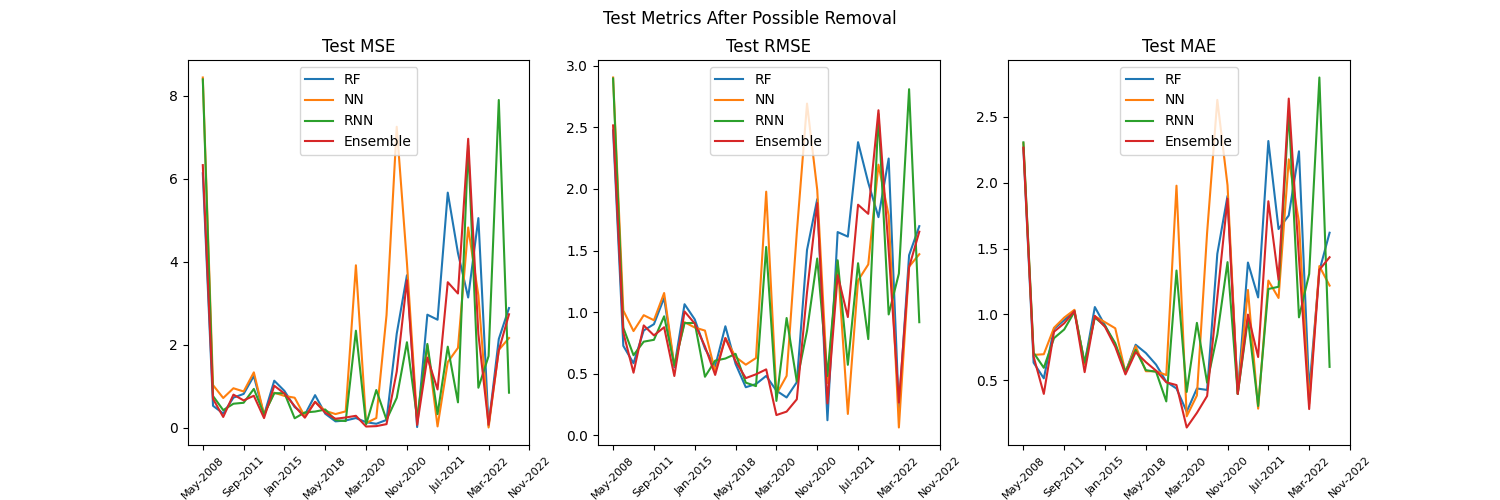 Test Metrics After Possible Removal
Test MSE
RF
NN
RNN
Ensemble
8
6
4
2
0
May-2008
Sep-2011
Jan-2015
May-2018
Mar-2020
Nov-2020
Jul-2021
Mar-2022
Nov-2022
Test RMSE
RF
NN
RNN
Ensemble
3.0
2.5
2.0
1.5
1.0
0.5
0.0
May-2008
Sep-2011
Jan-2015
May-2018
Mar-2020
Nov-2020
Jul-2021
Mar-2022
Nov-2022
Test MAE
RF
NN
RNN
Ensemble
2.5
2.0
1.5
1.0
0.5
May-2008
Sep-2011
Jan-2015
May-2018
Mar-2020
Nov-2020
Jul-2021
Mar-2022
Nov-2022